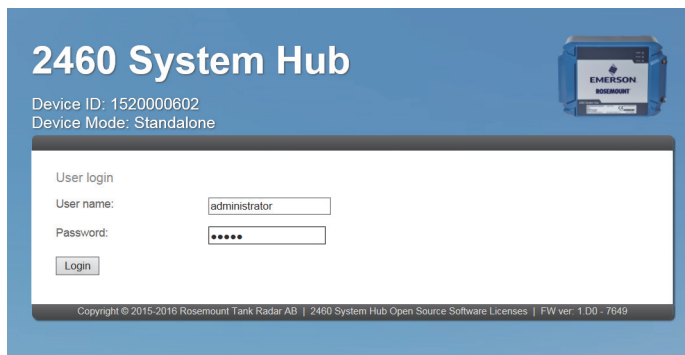 2460 System Hub
EMERSON
ROSEMOUNT
Device ID: 1520000602
Device Mode: Standalone
User login
User name: administrator
Password: •••••
Login
Copyright © 2015-2016 Rosemount Tank Radar AB | 2460 System Hub Open Source Software Licenses | FW ver: 1.D0 - 7649